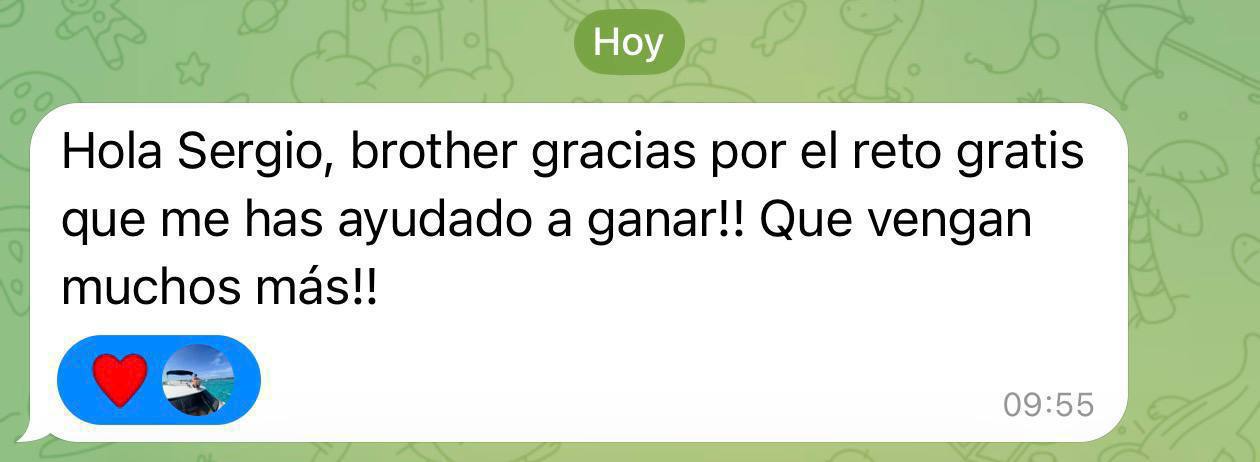 Hoy
Hola Sergio, brother gracias por el reto gratis
que me has ayudado a ganar!! Que vengan
muchos más!!
09:55